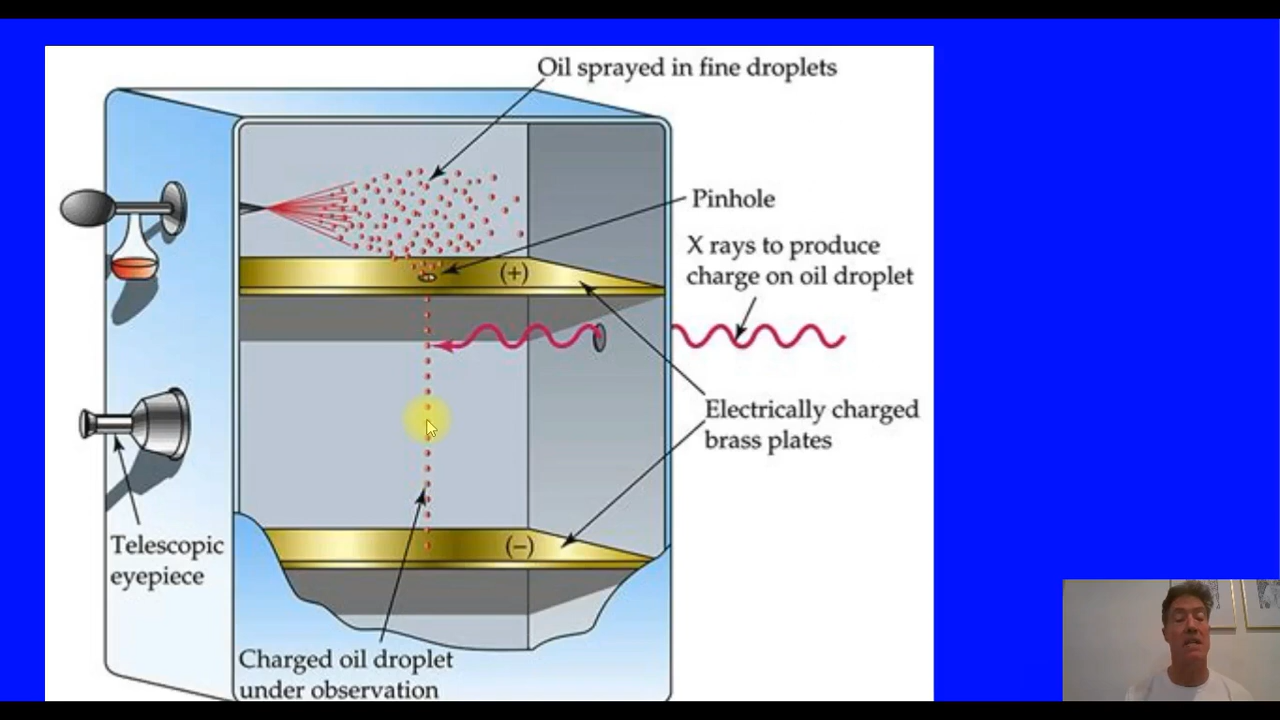 Oil sprayed in fine droplets
Pinhole
X rays to produce
charge on oil droplet
(+)
Electrically charged
brass plates
(−)
Telescopic
eyepiece
Charged oil droplet
under observation